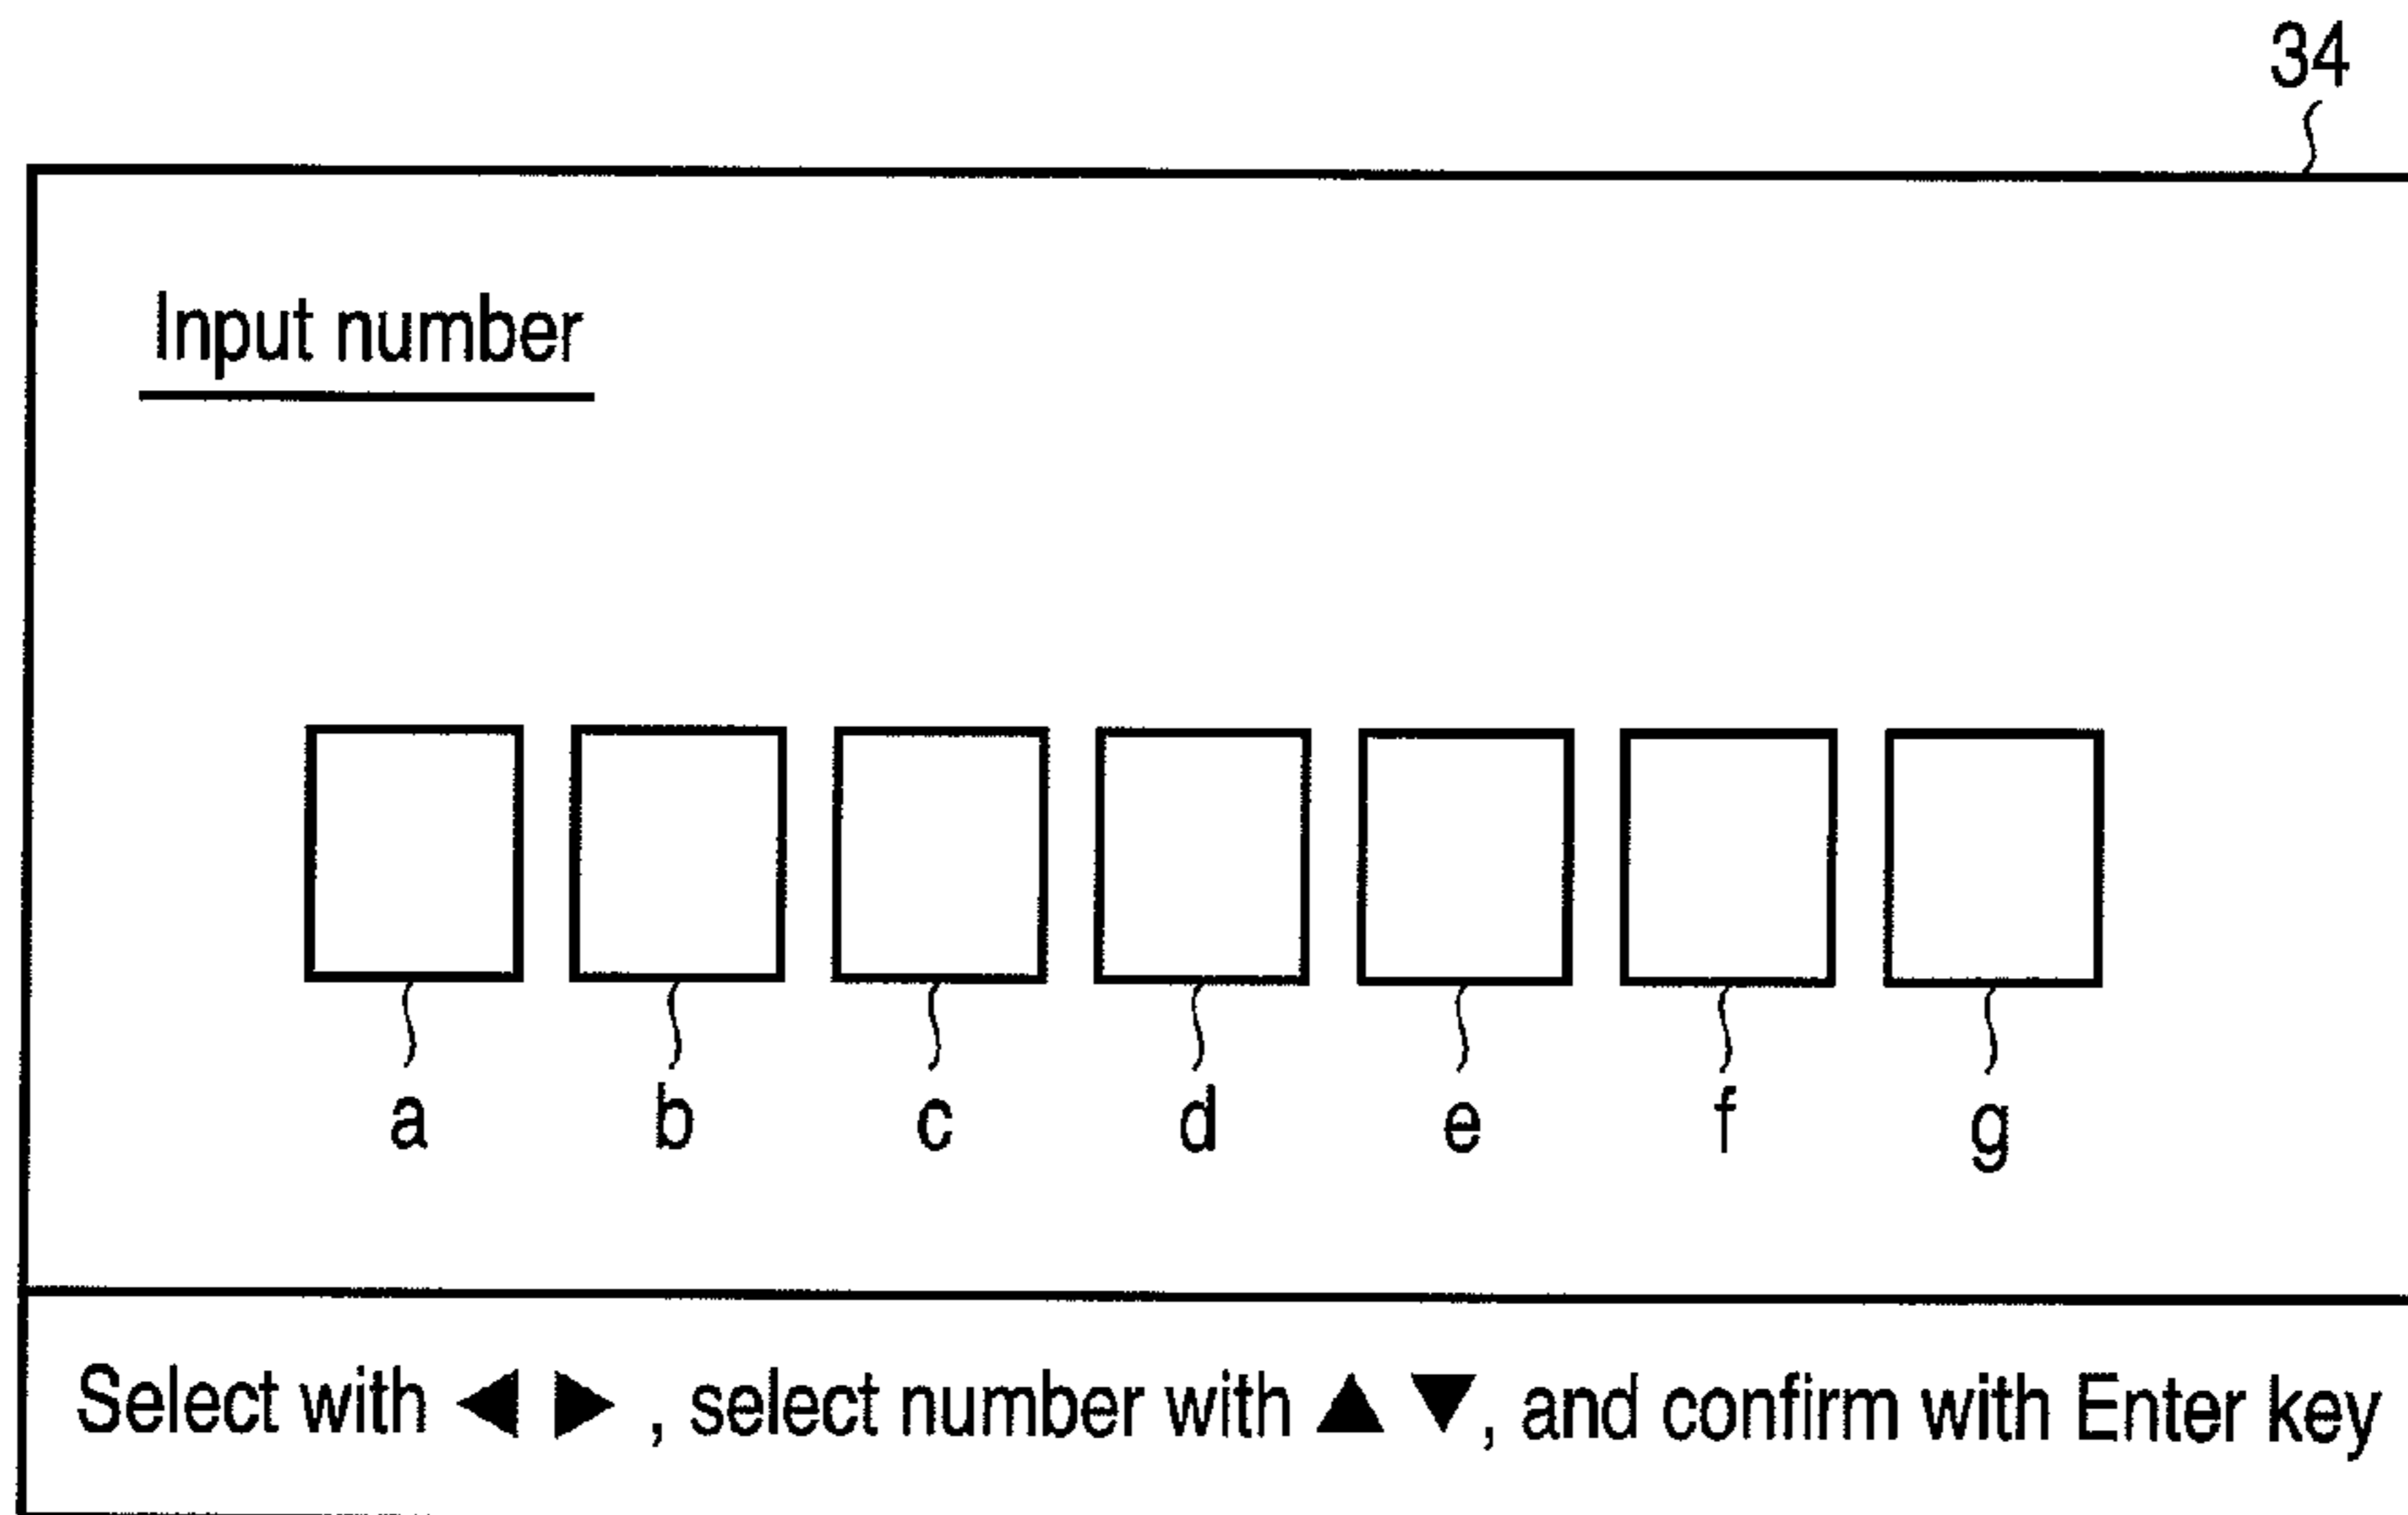 34
Input number
a b c d e f g
Select with ◀ ▶ , select number with ▲ ▼, and confirm with Enter key